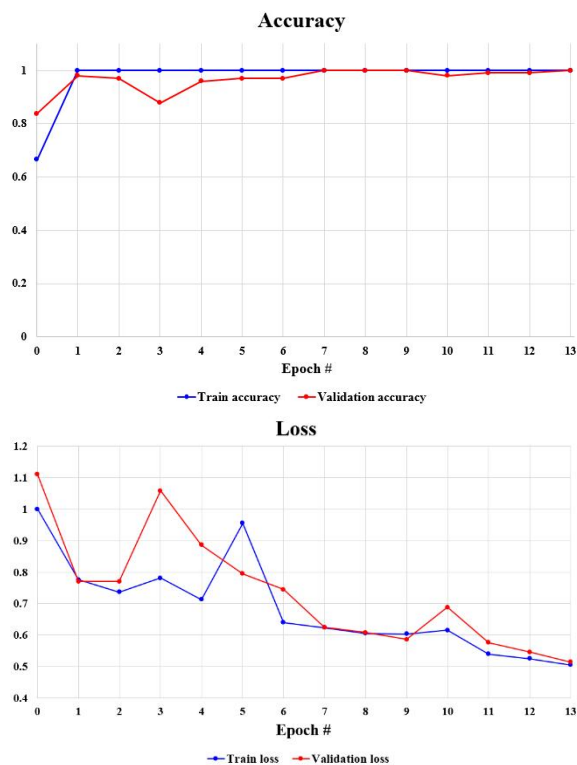 Accuracy
1
0.8
0.6
0.4
0.2
0
0 1 2 3 4 5 6 7 8 9 10 11 12 13
Epoch #
Train accuracy Validation accuracy
Loss
1.2
1.1
1
0.9
0.8
0.7
0.6
0.5
0.4
0 1 2 3 4 5 6 7 8 9 10 11 12 13
Epoch #
Train loss Validation loss